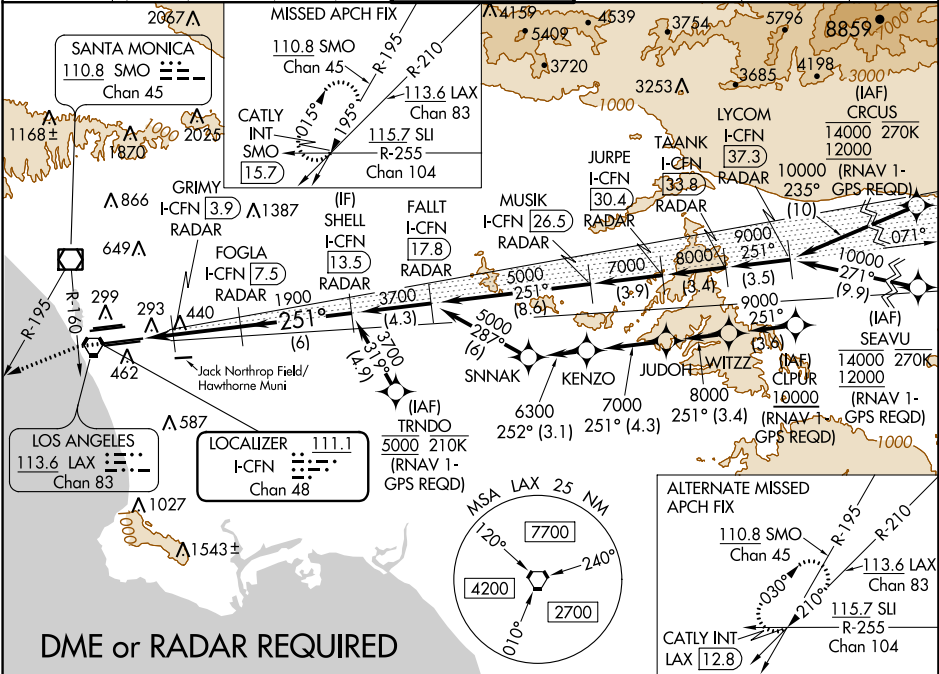 2067
MISSED APCH FIX
110.8 SMO
Chan 45
R-195
R-210
113.6 LAX
Chan 83
CATLY
INT
SMO
15.7
015°
195°
115.7 SLI
R-255
Chan 104
4159
5409
4539
3754
5796
8859
3720
3253
3685
4198
3000
1000
SANTA MONICA
110.8 SMO
Chan 45
1168±
1870
2025
1000
866
649
1387
299
293
440
462
587
1027
1543±
GRIMY
I-CFN 3.9
RADAR
FOGLA
I-CFN 7.5
RADAR
(IF)
SHELL
I-CFN
13.5
RADAR
FALLT
I-CFN
17.8
RADAR
MUSIK
I-CFN 26.5
RADAR
JURPE
I-CFN
30.4
RADAR
TAANK
I-CFN
33.8
RADAR
LYCOM
I-CFN
37.3
RADAR
(IAF)
CRCUS
14000 270K
12000
(RNAV 1-
GPS REQD)
10000
235°
(10)
071°
10000
271°
(9.9)
9000
251°
(3.5)
8000
(3.4)
7000
(3.9)
5000
251°
(8.6)
3700
(4.3)
1900
251°
(6)
R-195
R-160
Jack Northrop Field/
Hawthorne Muni
3700
319°
(4.9)
(IAF)
TRNDO
5000 210K
(RNAV 1-
GPS REQD)
5000
287°
(6)
SNNAK
KENZO
JUDOH
WITZZ
9000
251°
(3.6)
(IAF)
CLPUR
10000
(RNAV 1-
GPS REQD)
(IAF)
SEAVU
14000 270K
12000
(RNAV 1-
GPS REQD)
6300
252° (3.1)
7000
251° (4.3)
8000
251° (3.4)
1000
LOS ANGELES
113.6 LAX
Chan 83
LOCALIZER 111.1
I-CFN
Chan 48
MSA LAX 25 NM
120°
7700
240°
4200
2700
010°
ALTERNATE MISSED
APCH FIX
110.8 SMO
Chan 45
R-195
R-210
113.6 LAX
Chan 83
030°
210°
115.7 SLI
R-255
Chan 104
CATLY INT
LAX 12.8
DME or RADAR REQUIRED